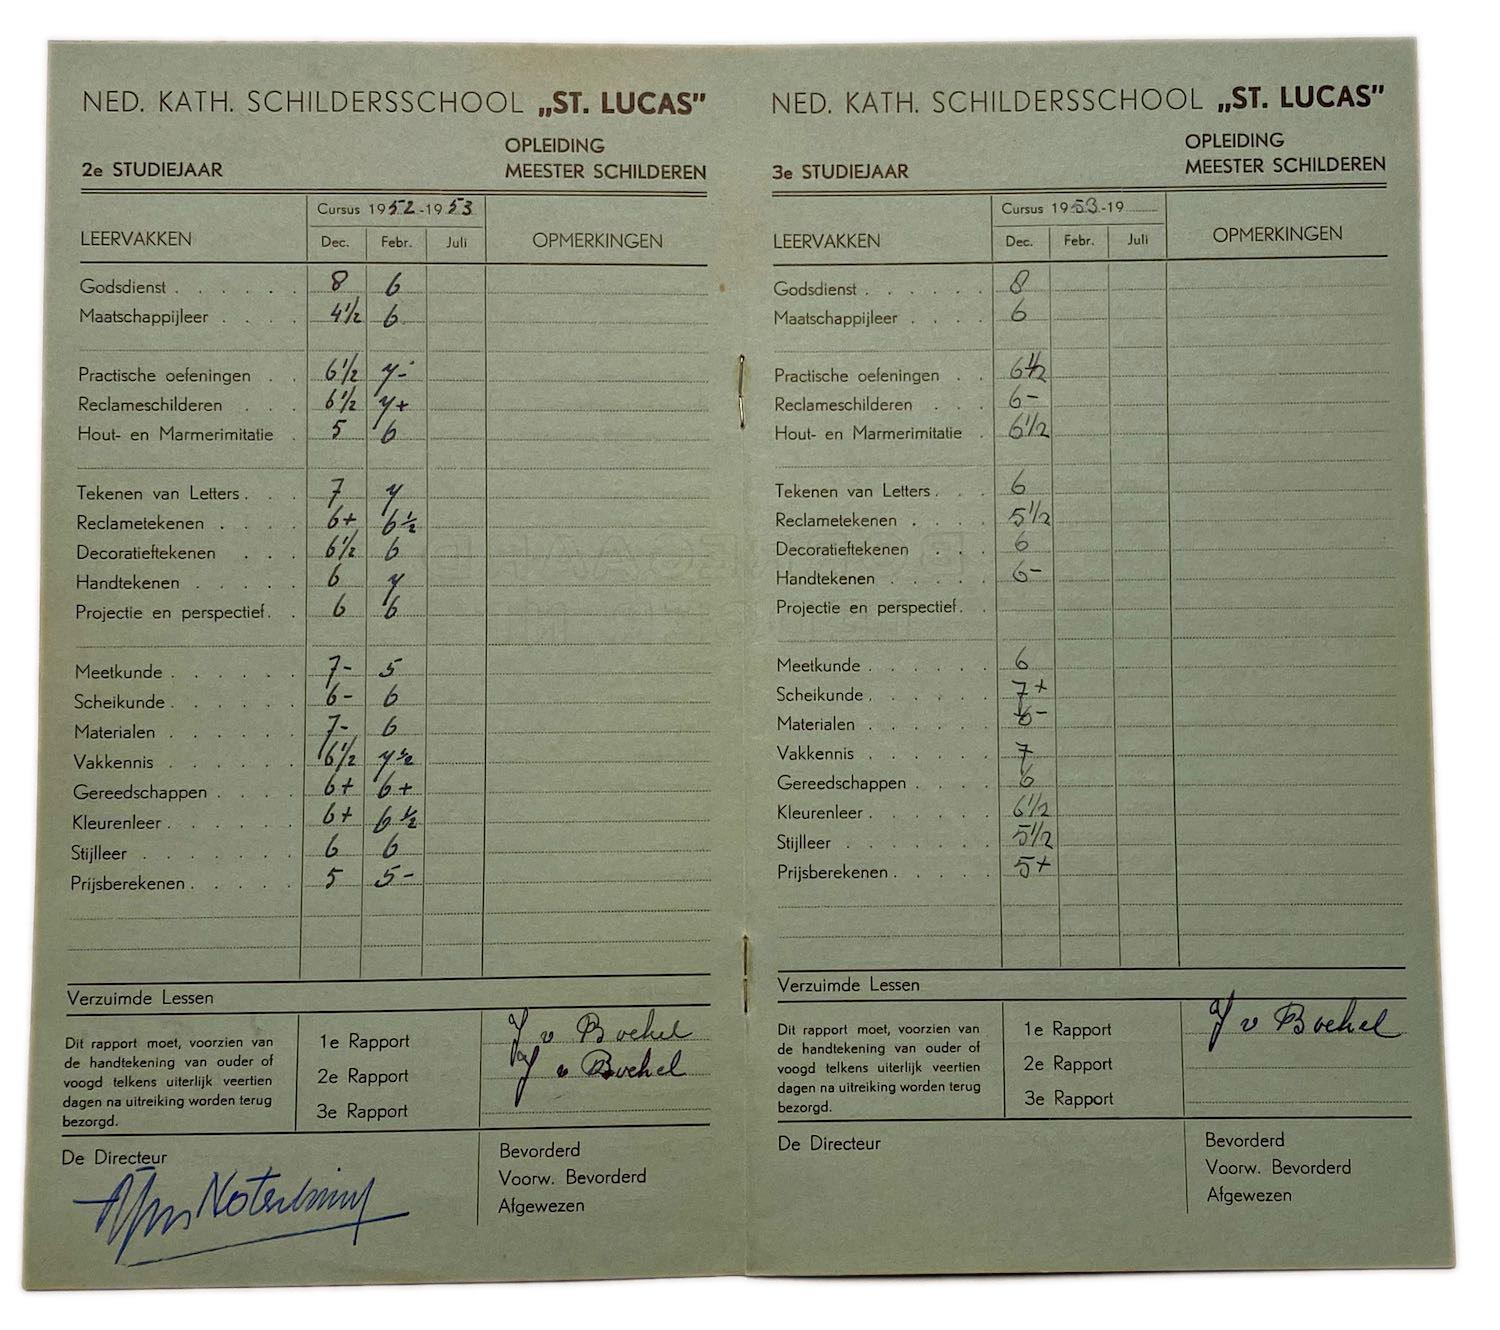 NED. KATH. SCHILDERSSCHOOL „ST. LUCAS”
OPLEIDING
2e STUDIEJAAR MEESTER SCHILDEREN
Cursus 1952-1953
LEERVAKKEN Dec. Febr. Juli OPMERKINGEN
Godsdienst . . . . . 8 6
Maatschappijleer . . . . 4½ 6
Practische oefeningen . . 6½ 7-
Reclameschilderen . . . 6½ 7+
Hout- en Marmerimitatie . 5 6
Tekenen van Letters . . . 7 7
Reclametekenen . . . . 6+ 6½
Decoratieftekenen . . . 6½ 6
Handtekenen . . . . . 6 7
Projectie en perspectief. . 6 6
Meetkunde . . . . . . 7- 5
Scheikunde . . . . . . 6- 6
Materialen . . . . . . 7- 6
Vakkennis . . . . . . 6½ 7½
Gereedschappen . . . . 6+ 6+
Kleurenleer . . . . . . 6+ 6½
Stijlleer . . . . . . 6 6
Prijsberekenen . . . . . 5 5-
Verzuimde Lessen
Dit rapport moet, voorzien van
de handtekening van ouder of
voogd telkens uiterlijk veertien
dagen na uitreiking worden terug
bezorgd.
1e Rapport J v Boekel
2e Rapport J v Boekel
3e Rapport
De Directeur
Bevorderd
Voorw. Bevorderd
Afgewezen
NED. KATH. SCHILDERSSCHOOL „ST. LUCAS”
OPLEIDING
3e STUDIEJAAR MEESTER SCHILDEREN
Cursus 1953-19
LEERVAKKEN Dec. Febr. Juli OPMERKINGEN
Godsdienst . . . . . . 8
Maatschappijleer . . . . 6
Practische oefeningen . . 6½
Reclameschilderen . . . 6-
Hout- en Marmerimitatie . 6½
Tekenen van Letters . . . 6
Reclametekenen . . . . 5½
Decoratieftekenen . . . 6
Handtekenen . . . . . 6-
Projectie en perspectief. .
Meetkunde . . . . . . 6
Scheikunde . . . . . . 7+
Materialen . . . . . . 6-
Vakkennis . . . . . . 7
Gereedschappen . . . . 6
Kleurenleer . . . . . . 6½
Stijlleer . . . . . . 5½
Prijsberekenen . . . . . 5+
Verzuimde Lessen
Dit rapport moet, voorzien van
de handtekening van ouder of
voogd telkens uiterlijk veertien
dagen na uitreiking worden terug
bezorgd.
1e Rapport J v Boekel
2e Rapport
3e Rapport
De Directeur
Bevorderd
Voorw. Bevorderd
Afgewezen